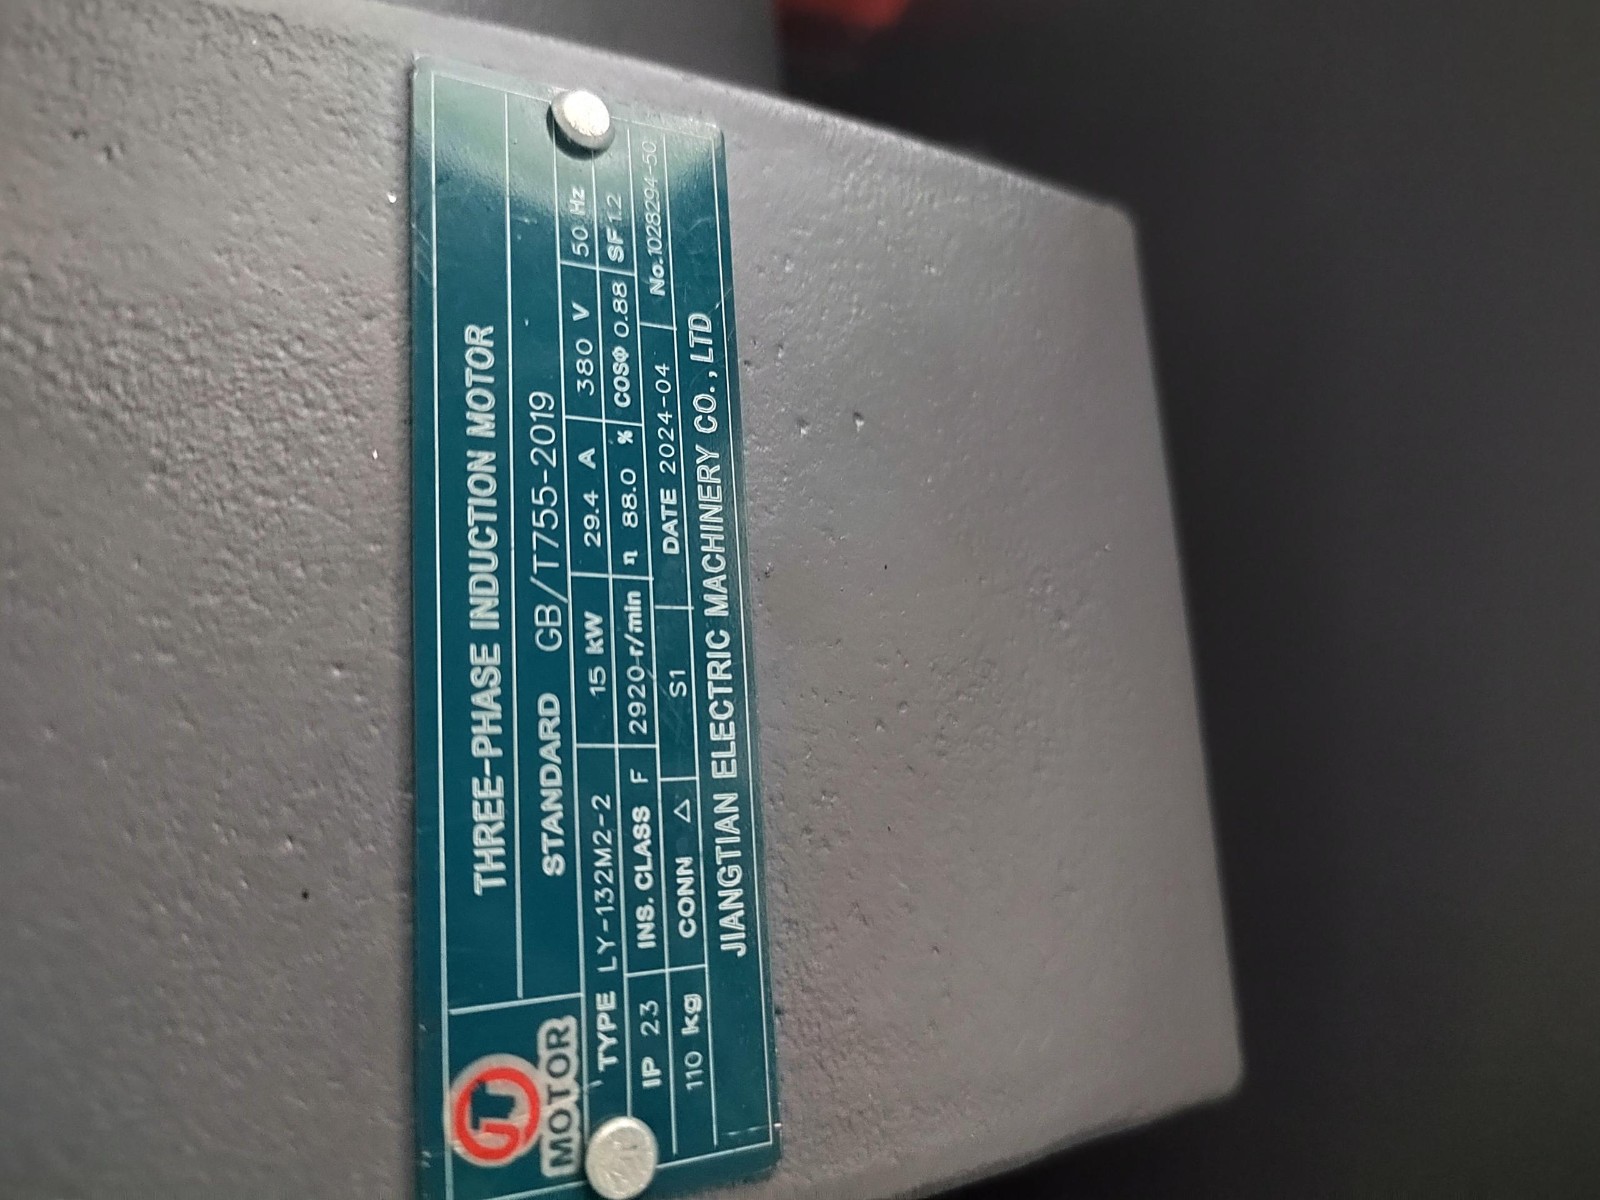 THREE-PHASE INDUCTION MOTOR
MOTOR
STANDARD GB/T755-2019
TYPE LY-132M2-2 15 kW 29.4 A 380 V 50 Hz
IP 23 INS. CLASS F 2920 r/min η 88.0 % COSΦ 0.88 SF 1.2
110 kg CONN △ S1 DATE 2024-04 No. 1028294-50
JIANGTIAN ELECTRIC MACHINERY CO., LTD